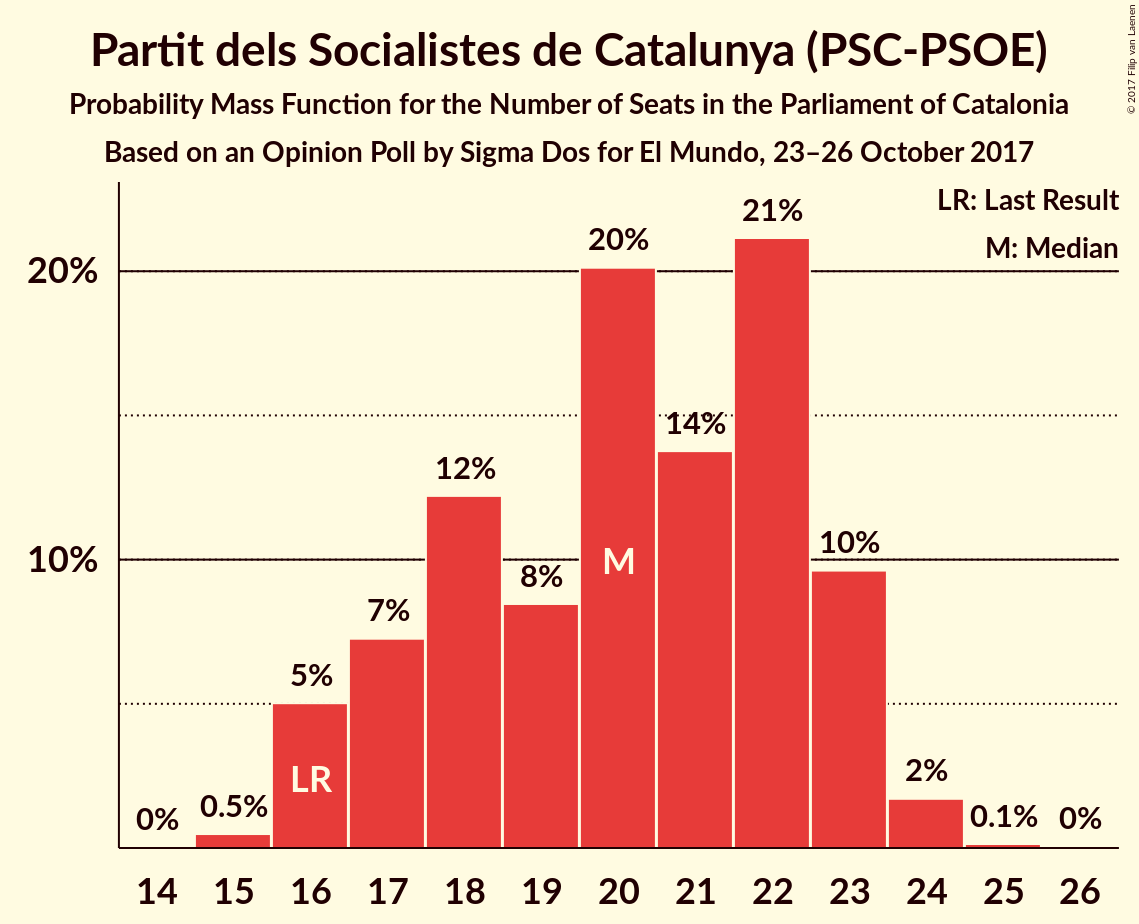 Partit dels Socialistes de Catalunya (PSC-PSOE)
Probability Mass Function for the Number of Seats in the Parliament of Catalonia
Based on an Opinion Poll by Sigma Dos for El Mundo, 23–26 October 2017
© 2017 Filip van Laenen
LR: Last Result
M: Median
20%
10%
0%
0.5%
5%
7%
12%
8%
20%
14%
21%
10%
2%
0.1%
0%
LR
M
14 15 16 17 18 19 20 21 22 23 24 25 26